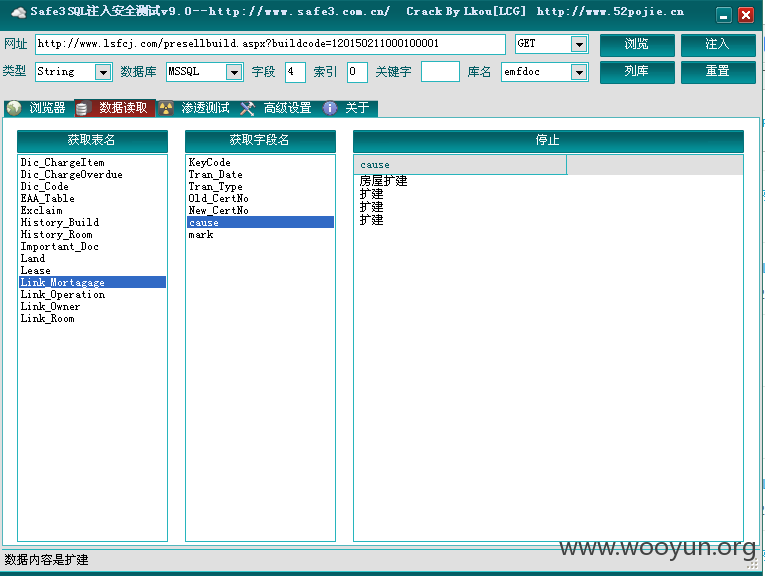 Safe3SQL注入安全测试v9.0--http://www.safe3.com.cn/ Crack By Lkou[LCG] http://www.52pojie.cn
网址 http://www.lsfcj.com/presellbuild.aspx?buildcode=120150211000100001 GET 浏览 注入
类型 String 数据库 MSSQL 字段 4 索引 0 关键字 库名 emfdoc 列库 重置
浏览器 数据读取 渗透测试 高级设置 关于
获取表名 获取字段名 停止
Dic_ChargeItem KeyCode cause
Dic_ChargeOverdue Tran_Date 房屋扩建
Dic_Code Tran_Type 扩建
EAA_Table Old_CertNo 扩建
Exclaim New_CertNo 扩建
History_Build cause
History_Room mark
Important_Doc
Land
Lease
Link_Mortagage
Link_Operation
Link_Owner
Link_Room
www.wooyun.org
数据内容是扩建